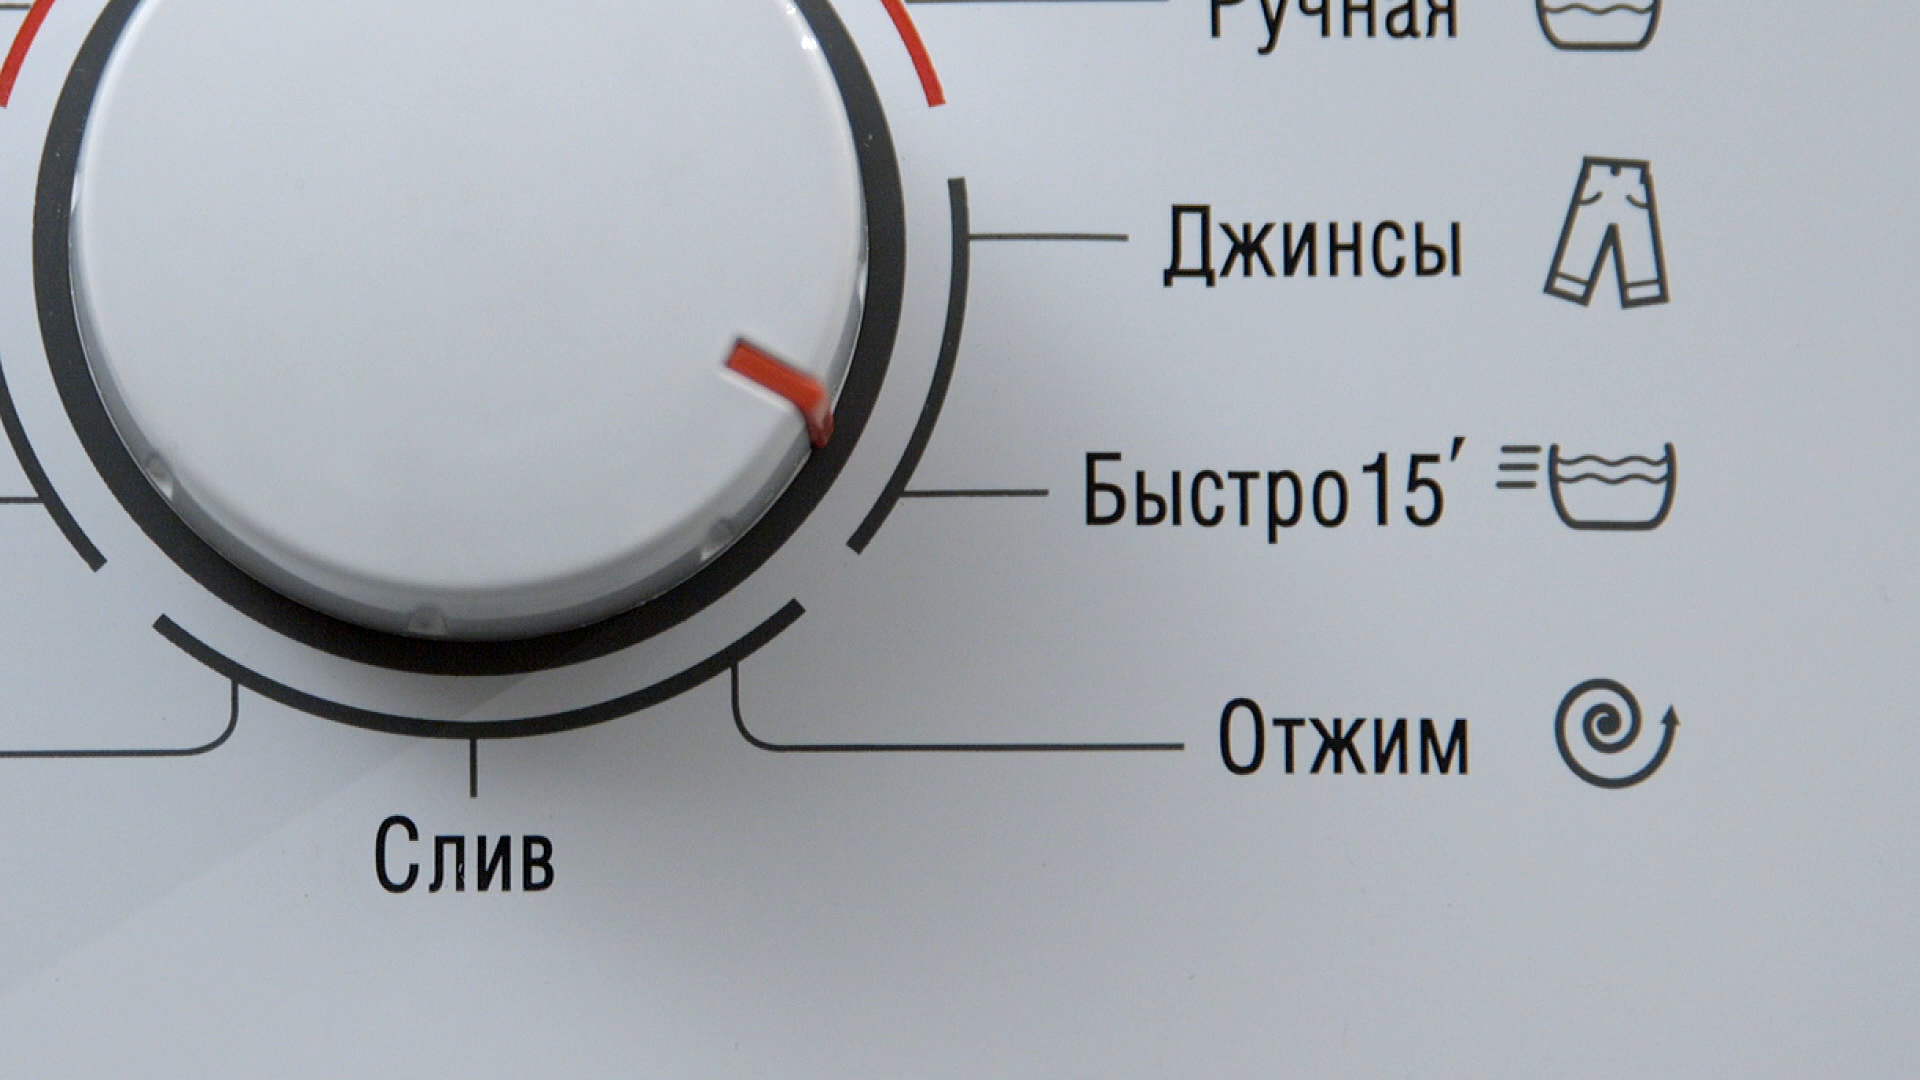 Ручная
Джинсы
Быстро15′
Отжим
Слив